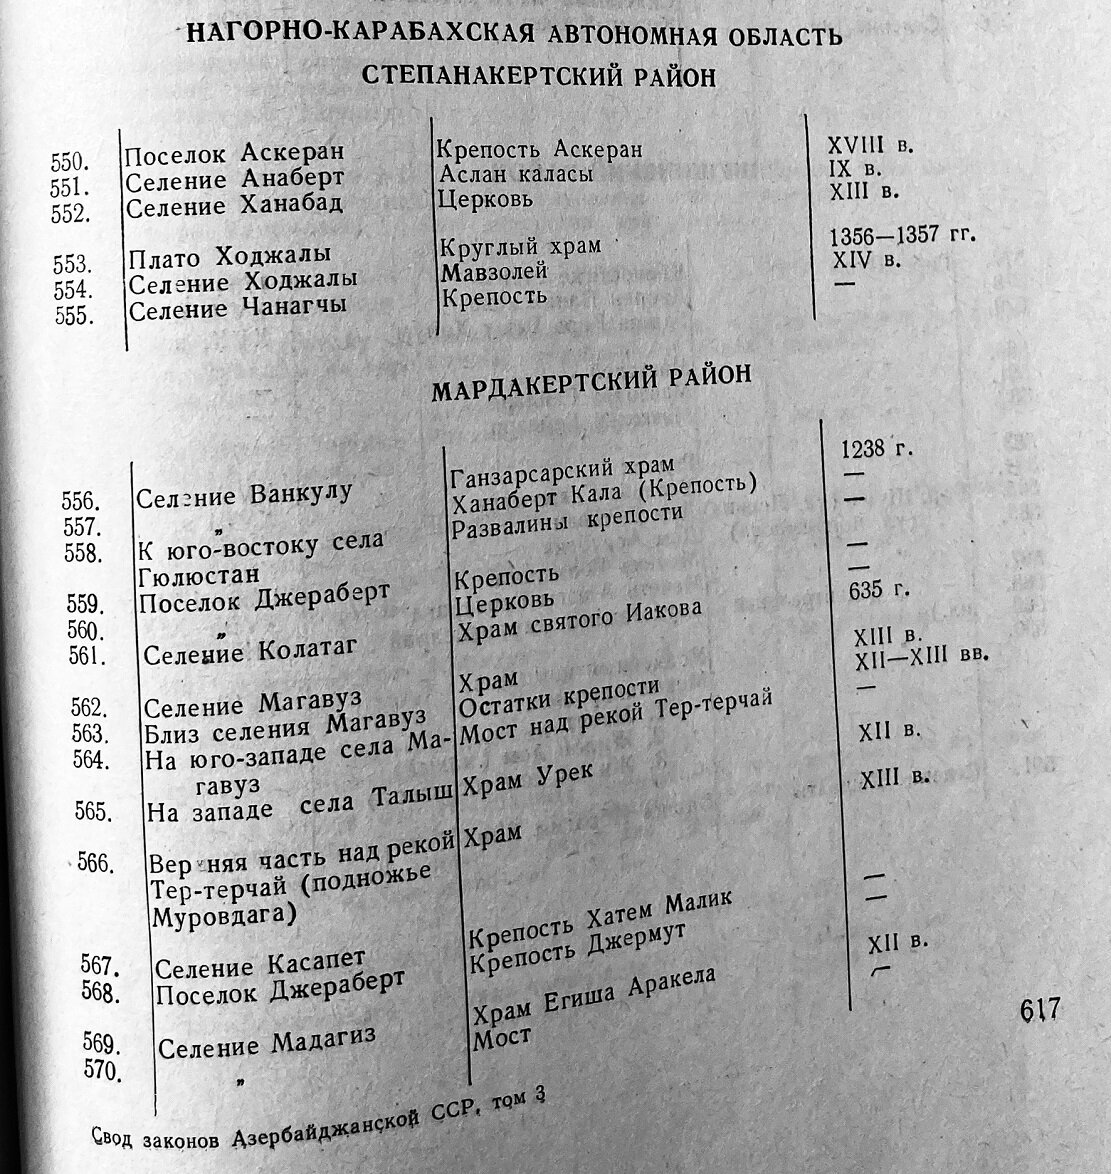 НАГОРНО-КАРАБАХСКАЯ АВТОНОМНАЯ ОБЛАСТЬ
СТЕПАНАКЕРТСКИЙ РАЙОН
550. Поселок Аскеран Крепость Аскеран XVIII в.
551. Селение Анаберт Аслан каласы IX в.
552. Селение Ханабад Церковь XIII в.
553. Плато Ходжалы Круглый храм 1356—1357 гг.
554. Селение Ходжалы Мавзолей XIV в.
555. Селение Чанагчы Крепость —
МАРДАКЕРТСКИЙ РАЙОН
556. Селение Ванкулу Ганзарсарский храм 1238 г.
557. „ Ханаберт Кала (Крепость) —
558. К юго-востоку села Развалины крепости —
Гюлюстан
559. Поселок Джераберт Крепость —
560. „ Церковь —
561. Селение Колатаг Храм святого Иакова 635 г.
562. Селение Магавуз Храм XIII в.
563. Близ селения Магавуз Остатки крепости XII—XIII вв.
564. На юго-западе села Ма- Мост над рекой Тер-терчай —
гавуз
565. На западе села Талыш Храм Урек XII в.
566. Верхняя часть над рекой Храм XIII в.
Тер-терчай (подножье
Муровдага)
567. Селение Касапет Крепость Хатем Малик —
568. Поселок Джераберт Крепость Джермут —
569. Селение Мадагиз Храм Егиша Аракела XII в.
570. „ Мост —
617
Свод законов Азербайджанской ССР, том 3